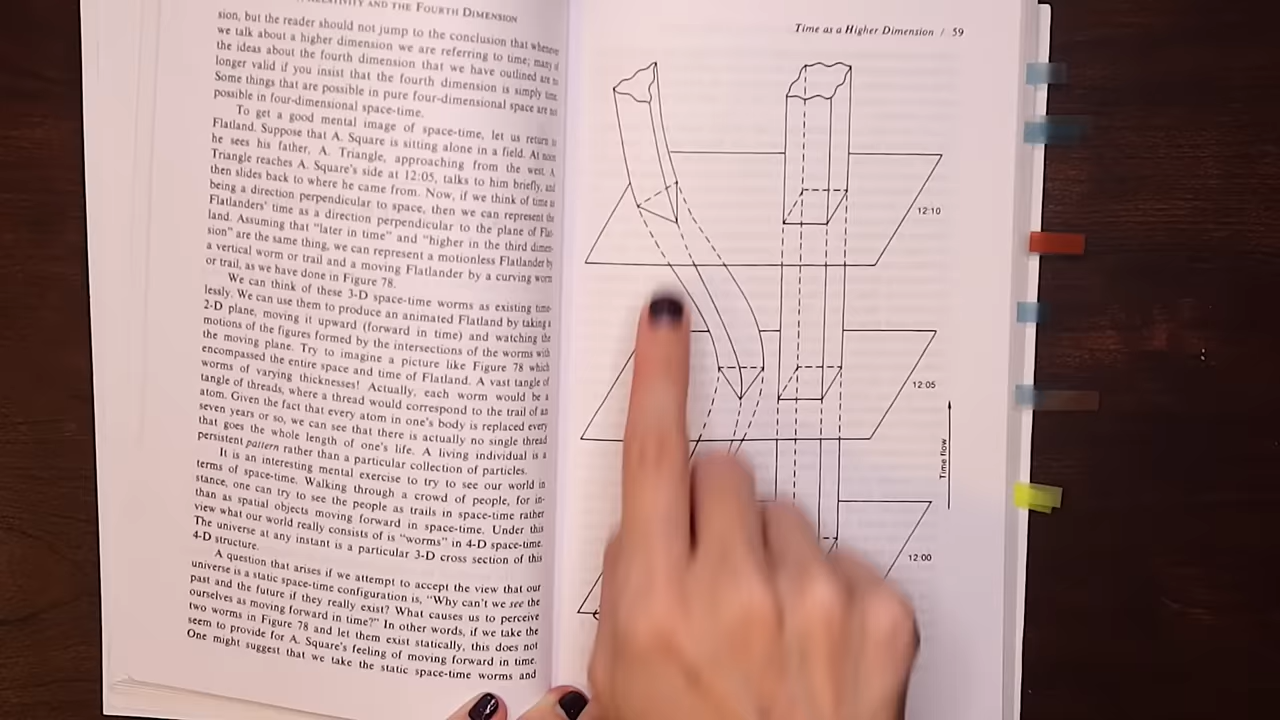 RELATIVITY AND THE FOURTH DIMENSION
sion, but the reader should not jump to the conclusion that whenever
we talk about a higher dimension we are referring to time; many of
the ideas about the fourth dimension that we have outlined are no
longer valid if you insist that the fourth dimension is simply time.
Some things that are possible in pure four-dimensional space are not
possible in four-dimensional space-time.
To get a good mental image of space-time, let us return to
Flatland. Suppose that A. Square is sitting alone in a field. At noon
he sees his father, A. Triangle, approaching from the west. A.
Triangle reaches A. Square's side at 12:05, talks to him briefly, and
then slides back to where he came from. Now, if we think of time as
being a direction perpendicular to space, then we can represent the
Flatlanders' time as a direction perpendicular to the plane of Flat-
land. Assuming that "later in time" and "higher in the third dimen-
sion" are the same thing, we can represent a motionless Flatlander by
a vertical worm or trail and a moving Flatlander by a curving worm
or trail, as we have done in Figure 78.
We can think of these 3-D space-time worms as existing time-
lessly. We can use them to produce an animated Flatland by taking a
2-D plane, moving it upward (forward in time) and watching the
motions of the figures formed by the intersections of the worms with
the moving plane. Try to imagine a picture like Figure 78 which
encompassed the entire space and time of Flatland. A vast tangle of
worms of varying thicknesses! Actually, each worm would be a
tangle of threads, where a thread would correspond to the trail of an
atom. Given the fact that every atom in one's body is replaced every
seven years or so, we can see that there is actually no single thread
that goes the whole length of one's life. A living individual is a
persistent pattern rather than a particular collection of particles.
It is an interesting mental exercise to try to see our world in
terms of space-time. Walking through a crowd of people, for in-
stance, one can try to see the people as trails in space-time rather
than as spatial objects moving forward in space-time. Under this
view what our world really consists of is "worms" in 4-D space-time.
The universe at any instant is a particular 3-D cross section of this
4-D structure.
A question that arises if we attempt to accept the view that our
universe is a static space-time configuration is, "Why can't we see the
past and the future if they really exist? What causes us to perceive
ourselves as moving forward in time?" In other words, if we take the
two worms in Figure 78 and let them exist statically, this does not
seem to provide for A. Square's feeling of moving forward in time.
One might suggest that we take the static space-time worms and
Time as a Higher Dimension / 59
12:10
12:05
Time flow
12:00